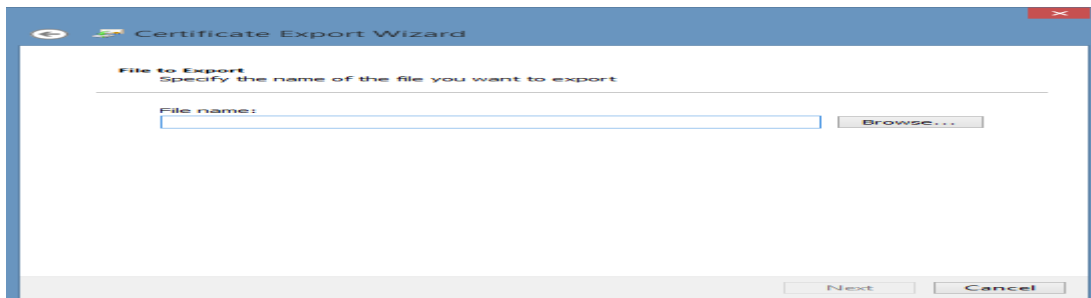 Certificate Export Wizard
File to Export
Specify the name of the file you want to export
File name:
Browse...
Next
Cancel